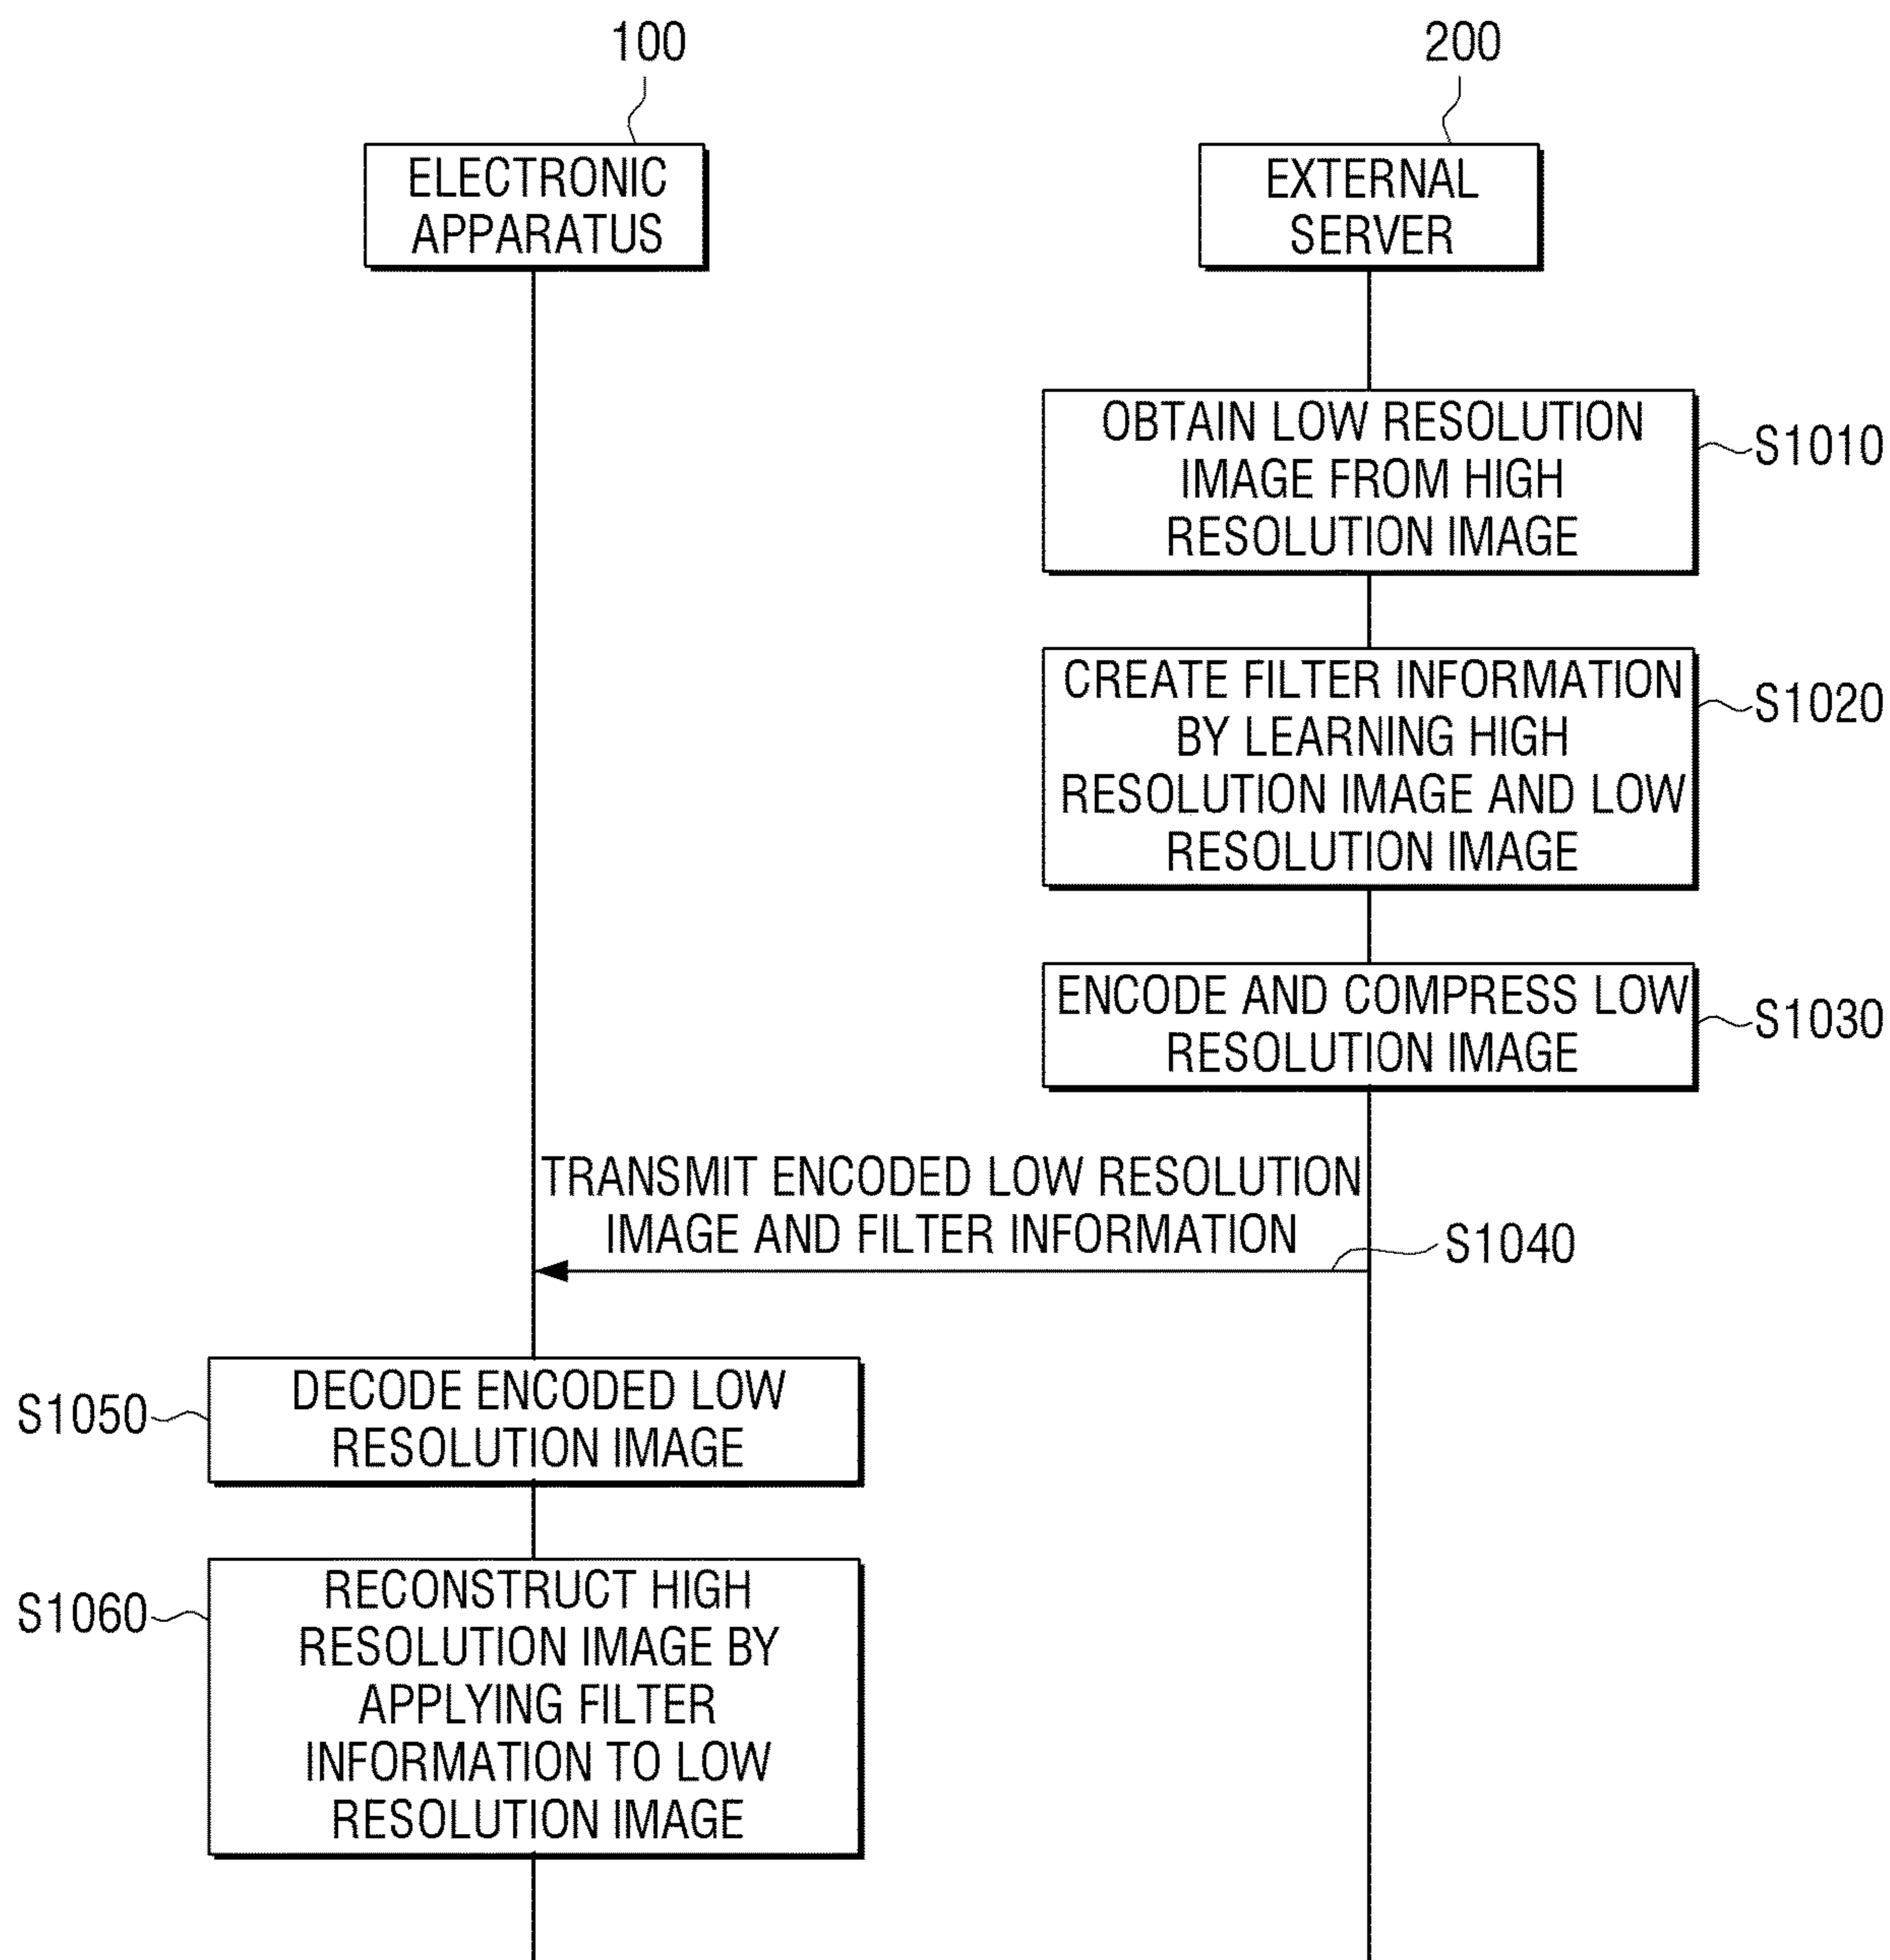 100
200
ELECTRONIC
APPARATUS
EXTERNAL
SERVER
OBTAIN LOW RESOLUTION
IMAGE FROM HIGH
RESOLUTION IMAGE
S1010
CREATE FILTER INFORMATION
BY LEARNING HIGH
RESOLUTION IMAGE AND LOW
RESOLUTION IMAGE
S1020
ENCODE AND COMPRESS LOW
RESOLUTION IMAGE
S1030
TRANSMIT ENCODED LOW RESOLUTION
IMAGE AND FILTER INFORMATION
S1040
S1050
DECODE ENCODED LOW
RESOLUTION IMAGE
S1060
RECONSTRUCT HIGH
RESOLUTION IMAGE BY
APPLYING FILTER
INFORMATION TO LOW
RESOLUTION IMAGE